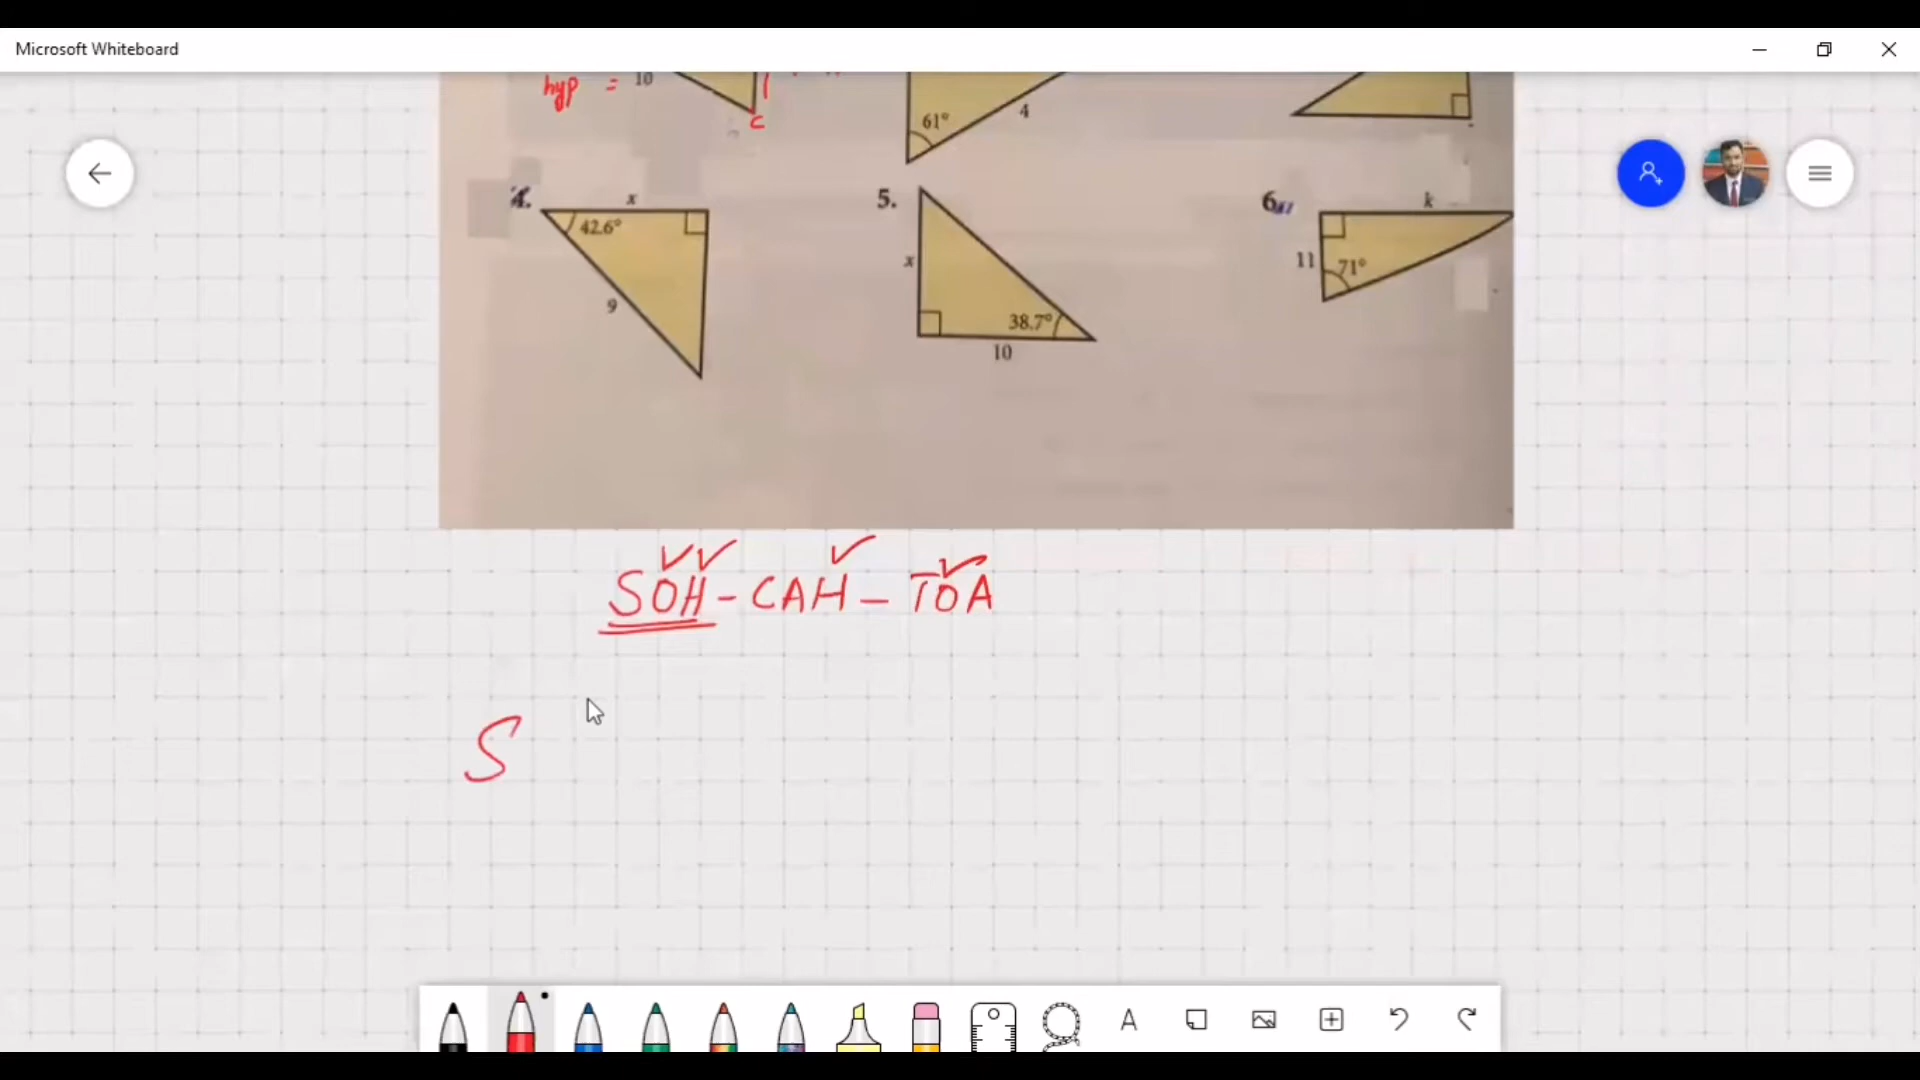 Microsoft Whiteboard
hyp = 10
C
61°
4
4.
x
42.6°
9
5.
x
38.7°
10
6.
k
11
71°
SOH - CAH - TOA
S
A